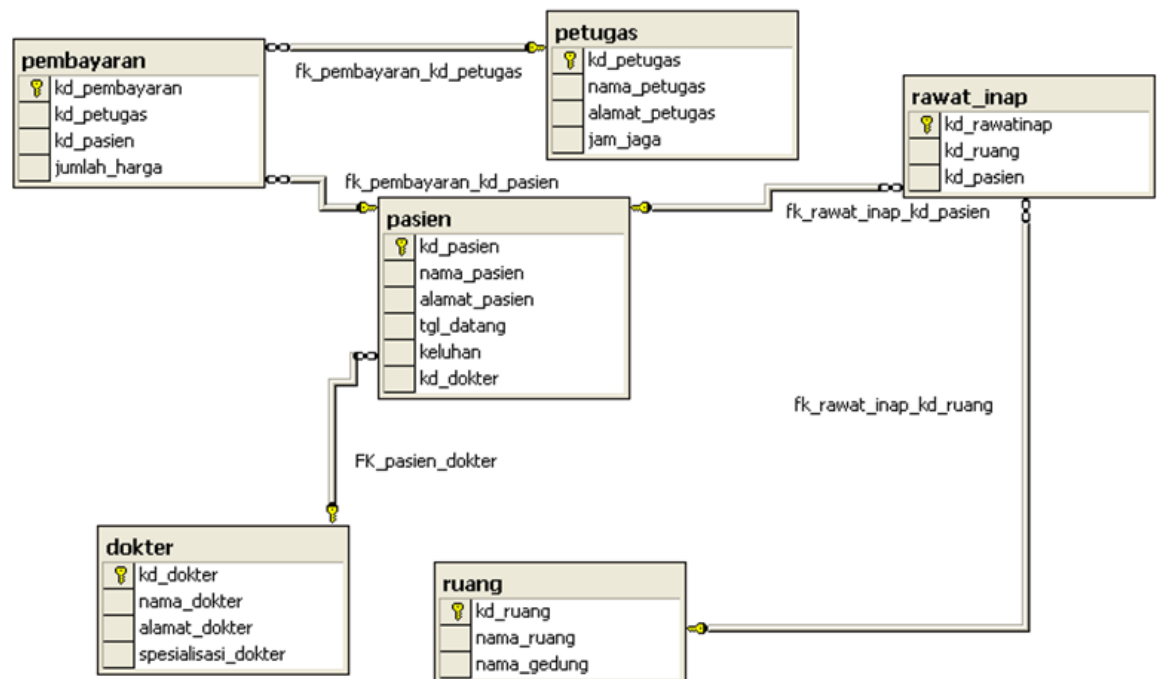 pembayaran
kd_pembayaran
kd_petugas
kd_pasien
jumlah_harga
fk_pembayaran_kd_petugas
petugas
kd_petugas
nama_petugas
alamat_petugas
jam_jaga
rawat_inap
kd_rawatinap
kd_ruang
kd_pasien
fk_pembayaran_kd_pasien
fk_rawat_inap_kd_pasien
pasien
kd_pasien
nama_pasien
alamat_pasien
tgl_datang
keluhan
kd_dokter
fk_rawat_inap_kd_ruang
FK_pasien_dokter
dokter
kd_dokter
nama_dokter
alamat_dokter
spesialisasi_dokter
ruang
kd_ruang
nama_ruang
nama_gedung